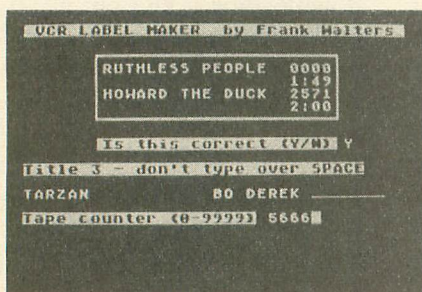 VCR LABEL MAKER by Frank Walters
RUTHLESS PEOPLE 0000
1:49
HOWARD THE DUCK 2571
2:00
Is this correct (Y/N) Y
Title 3 - don't type over SPACE
TARZAN BO DEREK
Tape counter (0-9999) 5666